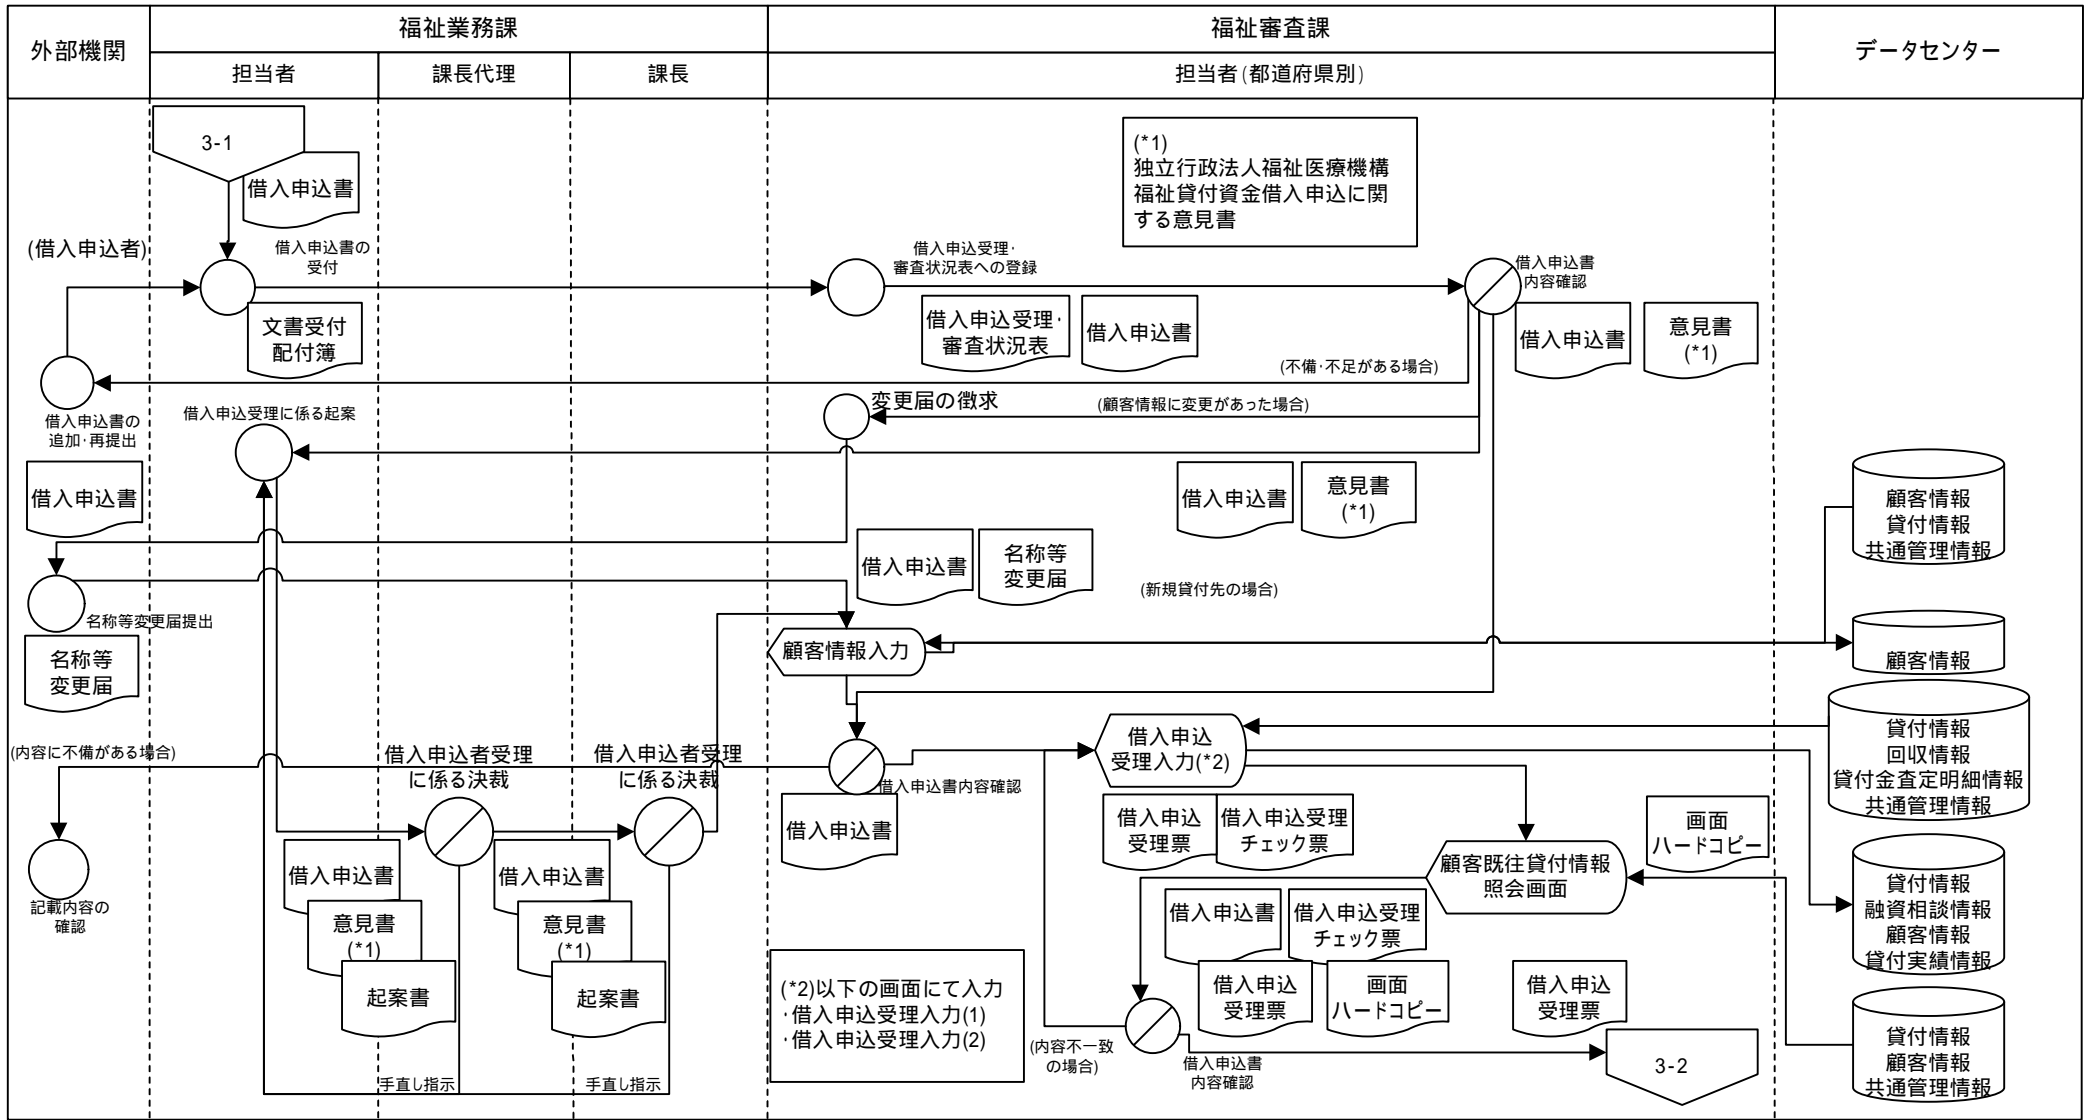 外部機関
福祉業務課
福祉審査課
データセンター
担当者
課長代理
課長
担当者(都道府県別)
3-1
借入申込書
(*1)
独立行政法人福祉医療機構
福祉貸付資金借入申込に関
する意見書
(借入申込者)
借入申込書の
受付
借入申込受理・
審査状況表への登録
借入申込書
内容確認
文書受付
配付簿
借入申込受理・
審査状況表
借入申込書
借入申込書
意見書
(*1)
(不備・不足がある場合)
借入申込書の
追加・再提出
借入申込受理に係る起案
変更届の徴求
(顧客情報に変更があった場合)
借入申込書
借入申込書
意見書
(*1)
顧客情報
貸付情報
共通管理情報
借入申込書
名称等
変更届
(新規貸付先の場合)
名称等変更届提出
名称等
変更届
顧客情報入力
顧客情報
(内容に不備がある場合)
借入申込者受理
に係る決裁
借入申込者受理
に係る決裁
借入申込書内容確認
借入申込書
借入申込
受理入力(*2)
貸付情報
回収情報
貸付金査定明細情報
共通管理情報
借入申込
受理票
借入申込受理
チェック票
画面
ハードコピー
顧客既往貸付情報
照会画面
記載内容の
確認
借入申込書
意見書
(*1)
起案書
借入申込書
意見書
(*1)
起案書
借入申込書
借入申込受理
チェック票
借入申込
受理票
画面
ハードコピー
借入申込
受理票
貸付情報
融資相談情報
顧客情報
貸付実績情報
(*2)以下の画面にて入力
・借入申込受理入力(1)
・借入申込受理入力(2)
(内容不一致
の場合)
借入申込書
内容確認
3-2
貸付情報
顧客情報
共通管理情報
手直し指示
手直し指示